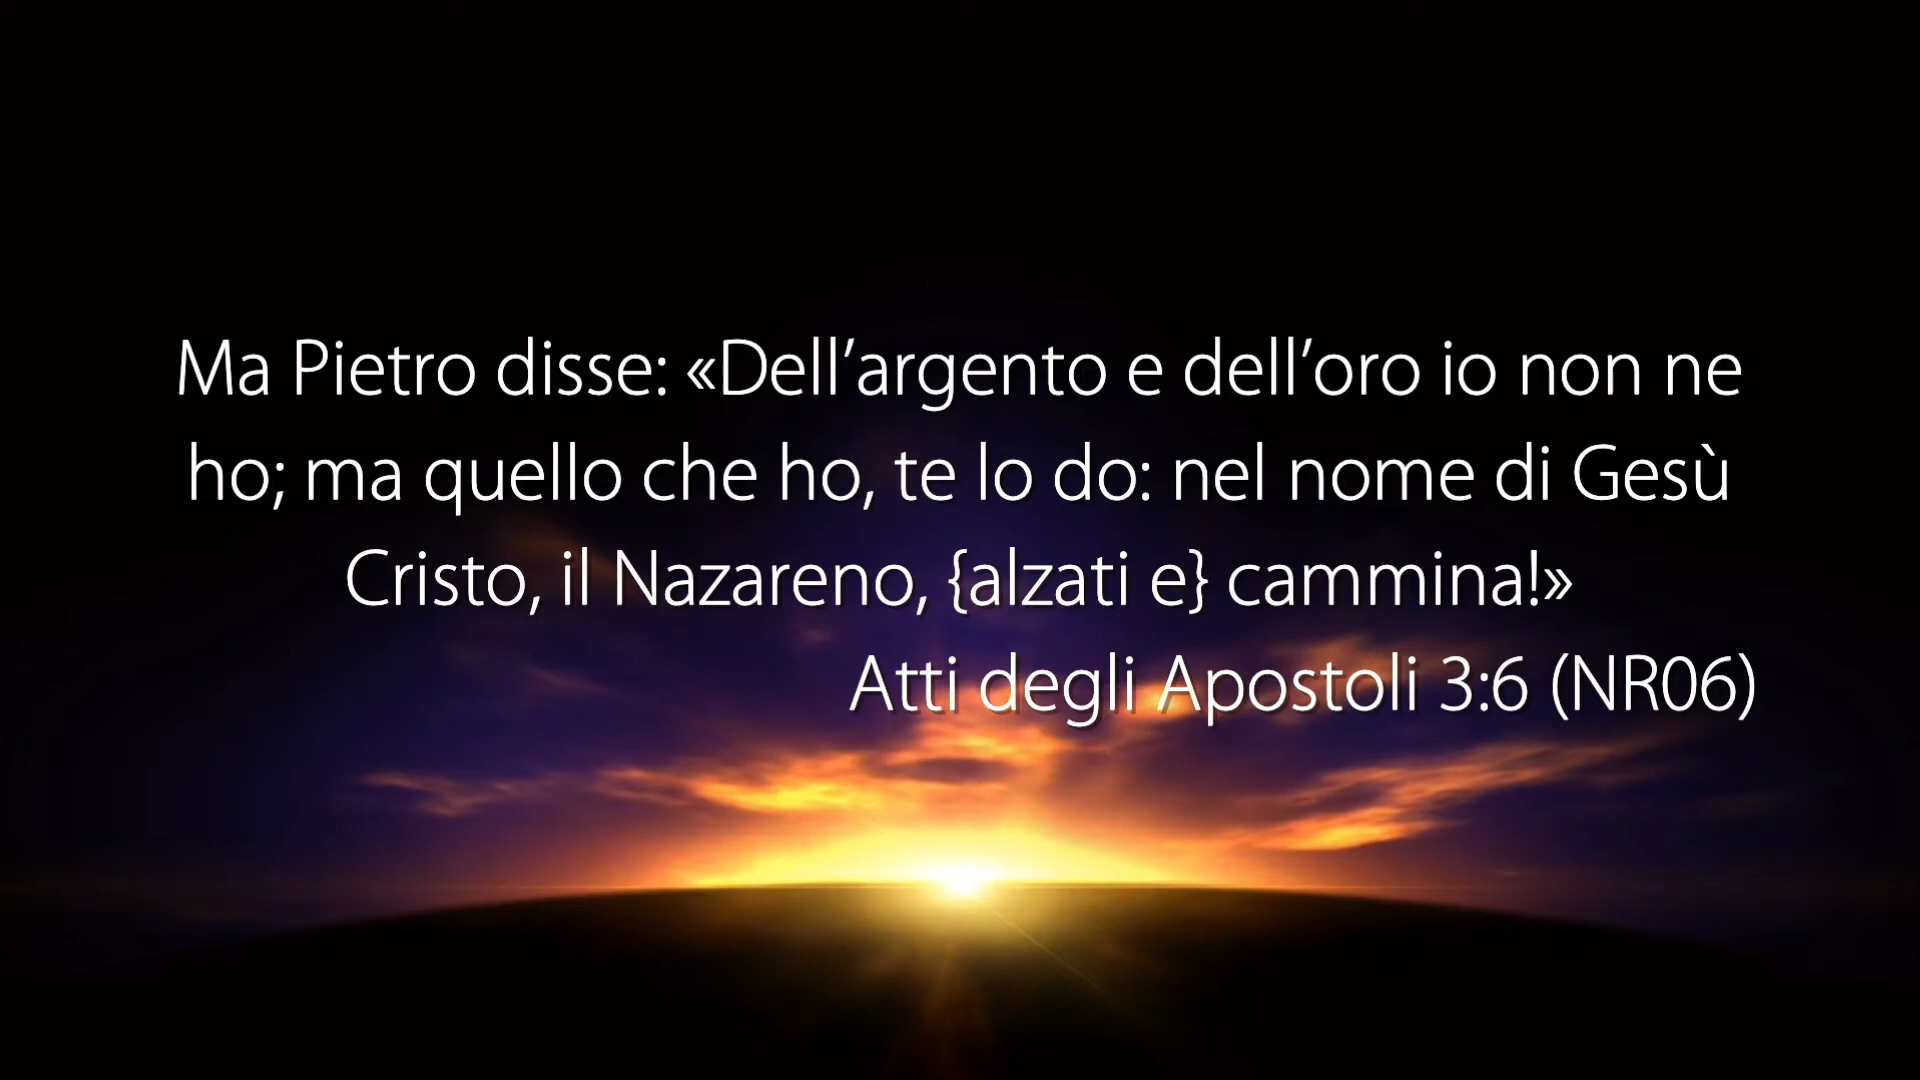 Ma Pietro disse: «Dell’argento e dell’oro io non ne
ho; ma quello che ho, te lo do: nel nome di Gesù
Cristo, il Nazareno, {alzati e} cammina!»
Atti degli Apostoli 3:6 (NR06)